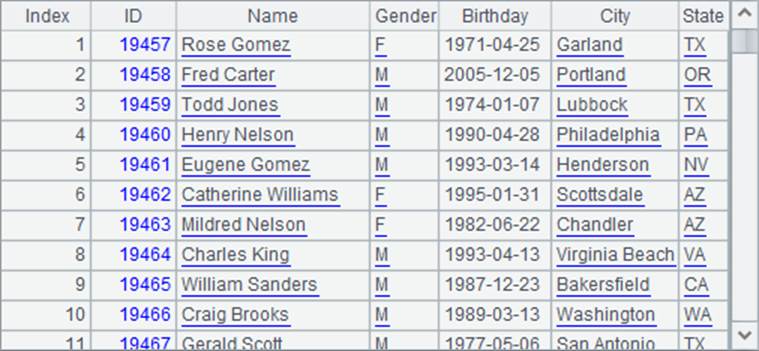 Index ID Name Gender Birthday City State
1 19457 Rose Gomez F 1971-04-25 Garland TX
2 19458 Fred Carter M 2005-12-05 Portland OR
3 19459 Todd Jones M 1974-01-07 Lubbock TX
4 19460 Henry Nelson M 1990-04-28 Philadelphia PA
5 19461 Eugene Gomez M 1993-03-14 Henderson NV
6 19462 Catherine Williams F 1995-01-31 Scottsdale AZ
7 19463 Mildred Nelson F 1982-06-22 Chandler AZ
8 19464 Charles King M 1993-04-13 Virginia Beach VA
9 19465 William Sanders M 1987-12-23 Bakersfield CA
10 19466 Craig Brooks M 1989-03-13 Washington WA
11 19467 Gerald Scott M 1977-05-06 San Antonio TX